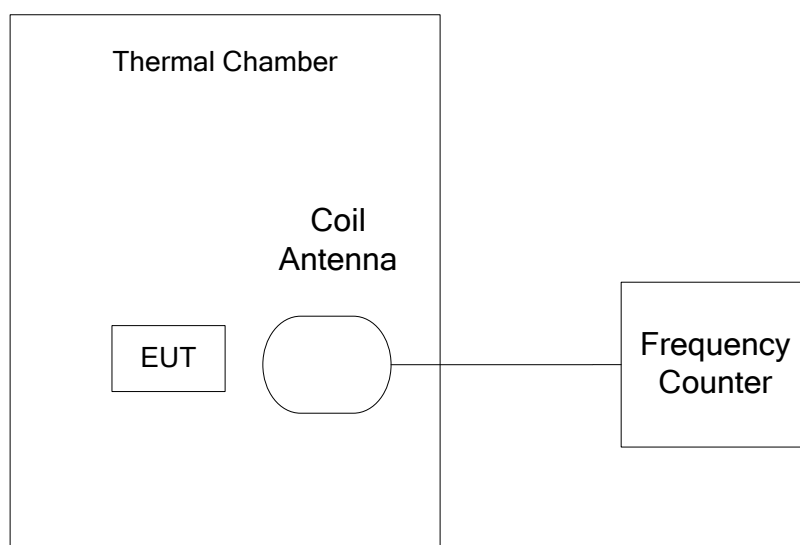 Thermal Chamber
Coil
Antenna
EUT
Frequency
Counter